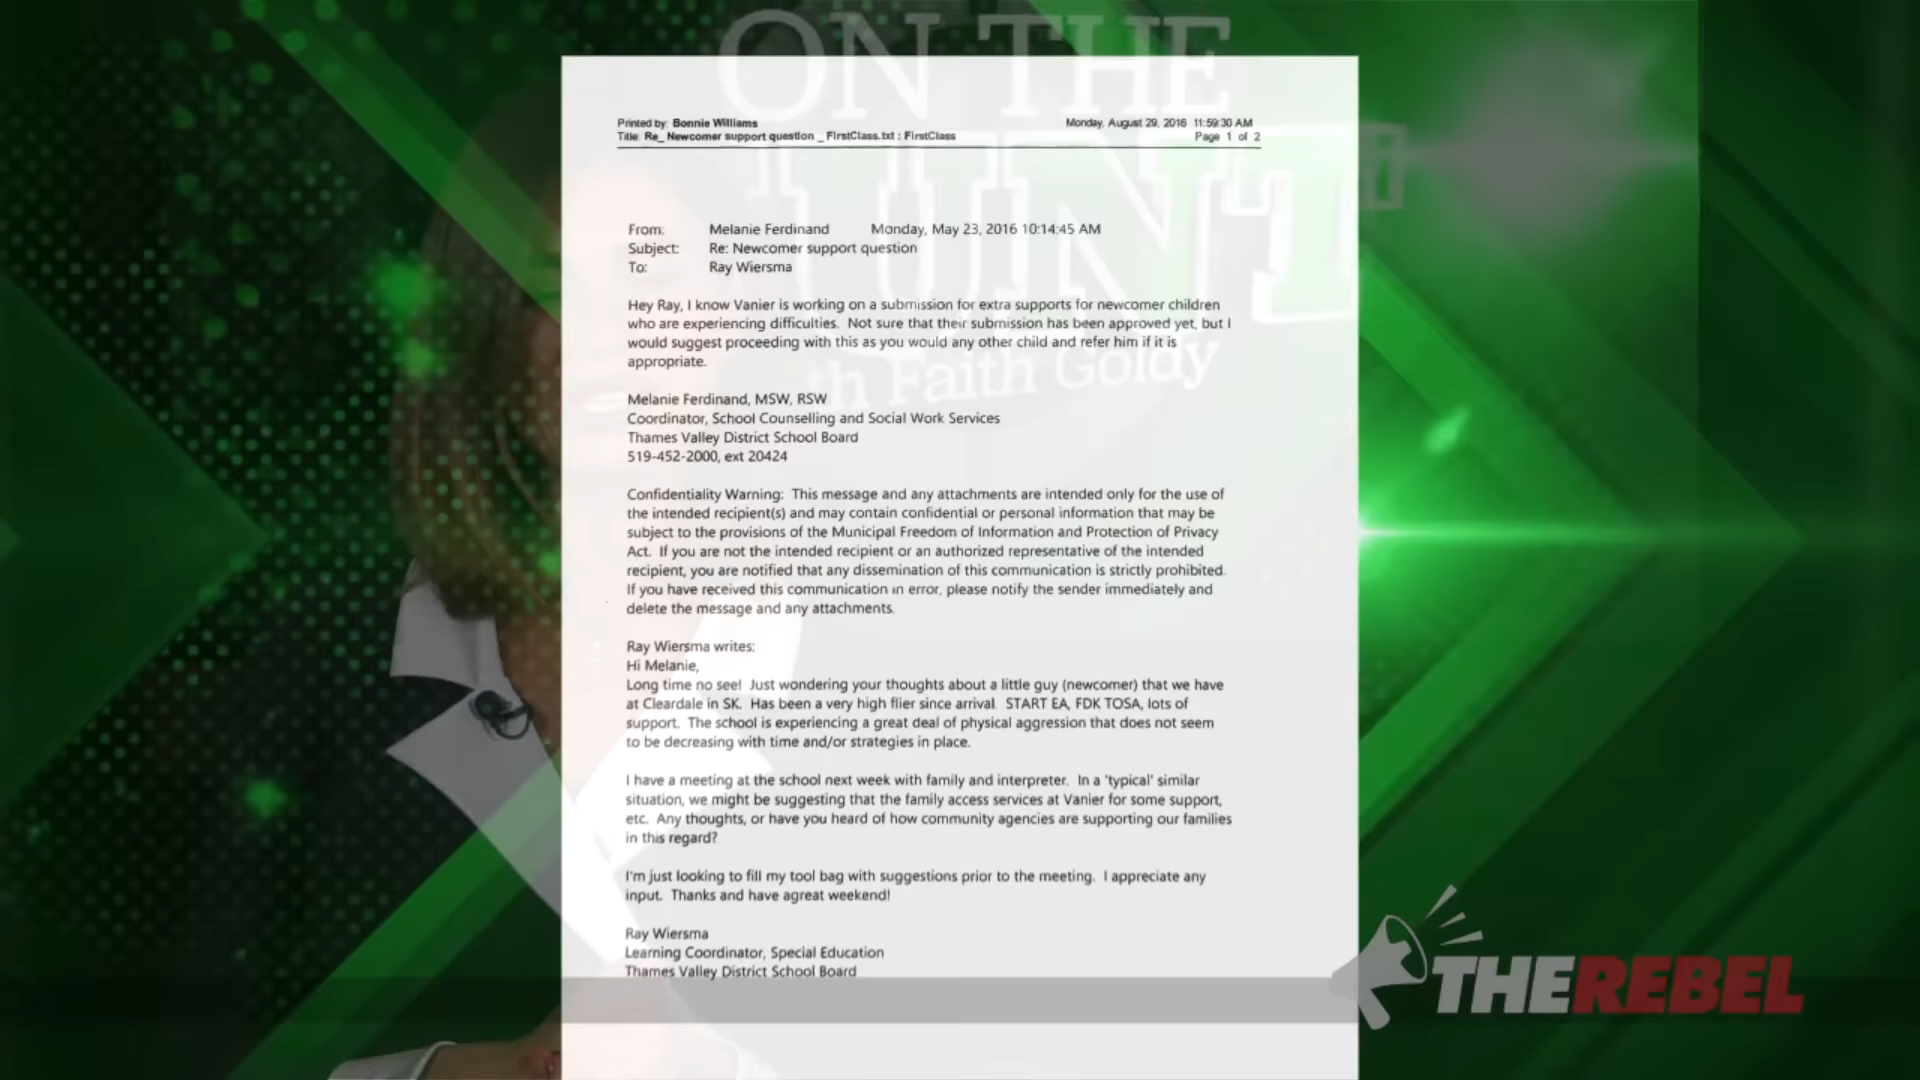 ON THE
HUNT
th Faith Goldy
Printed by: Bonnie Williams
Monday, August 29, 2016 11:59:30 AM
Title: Re_ Newcomer support question _ FirstClass.txt : FirstClass
Page 1 of 2
From: Melanie Ferdinand Monday, May 23, 2016 10:14:45 AM
Subject: Re: Newcomer support question
To: Ray Wiersma
Hey Ray, I know Vanier is working on a submission for extra supports for newcomer children
who are experiencing difficulties. Not sure that their submission has been approved yet, but I
would suggest proceeding with this as you would any other child and refer him if it is
appropriate.
Melanie Ferdinand, MSW, RSW
Coordinator, School Counselling and Social Work Services
Thames Valley District School Board
519-452-2000, ext 20424
Confidentiality Warning: This message and any attachments are intended only for the use of
the intended recipient(s) and may contain confidential or personal information that may be
subject to the provisions of the Municipal Freedom of Information and Protection of Privacy
Act. If you are not the intended recipient or an authorized representative of the intended
recipient, you are notified that any dissemination of this communication is strictly prohibited.
If you have received this communication in error, please notify the sender immediately and
delete the message and any attachments.
Ray Wiersma writes:
Hi Melanie,
Long time no see! Just wondering your thoughts about a little guy (newcomer) that we have
at Cleardale in SK. Has been a very high flier since arrival. START EA, FDK TOSA, lots of
support. The school is experiencing a great deal of physical aggression that does not seem
to be decreasing with time and/or strategies in place.
I have a meeting at the school next week with family and interpreter. In a 'typical' similar
situation, we might be suggesting that the family access services at Vanier for some support,
etc. Any thoughts, or have you heard of how community agencies are supporting our families
in this regard?
I'm just looking to fill my tool bag with suggestions prior to the meeting. I appreciate any
input. Thanks and have agreat weekend!
Ray Wiersma
Learning Coordinator, Special Education
Thames Valley District School Board
THEREBEL